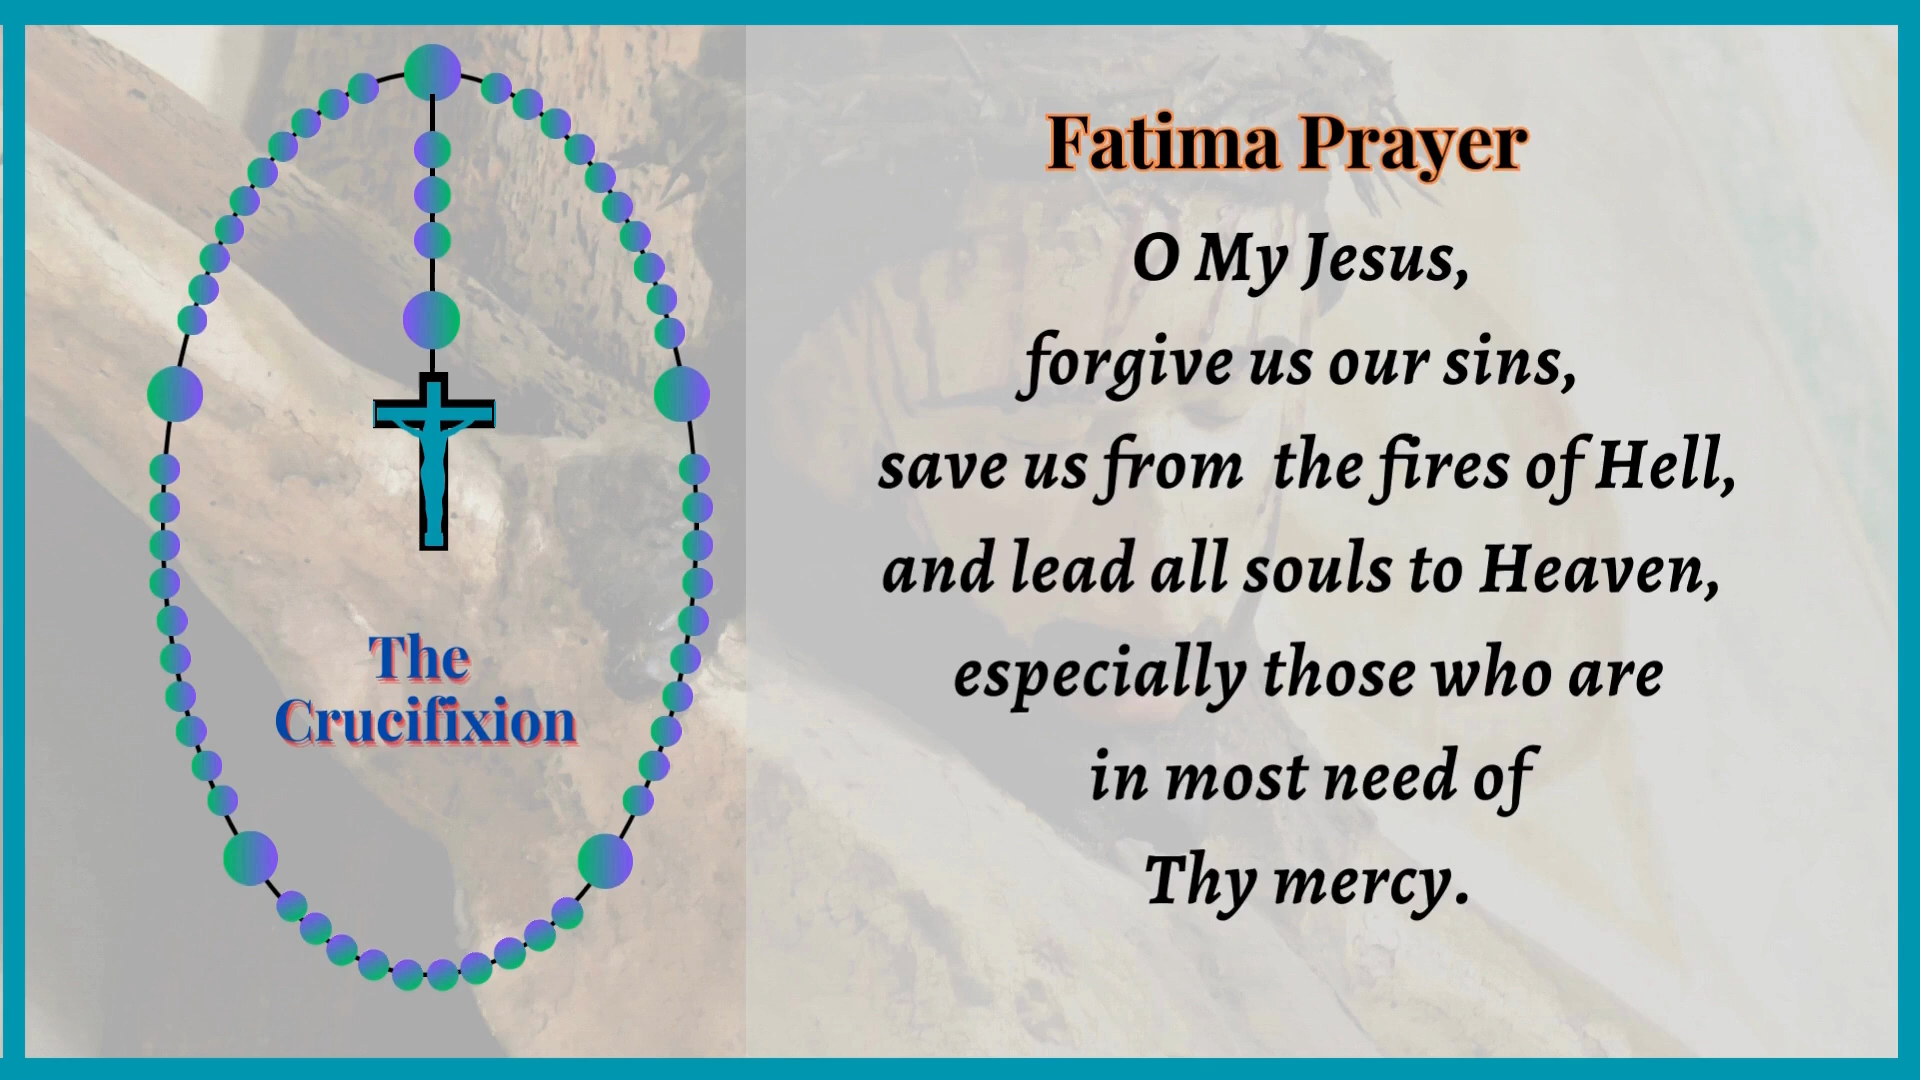 The
Crucifixion
Fatima Prayer
O My Jesus,
forgive us our sins,
save us from  the fires of Hell,
and lead all souls to Heaven,
especially those who are
in most need of
Thy mercy.